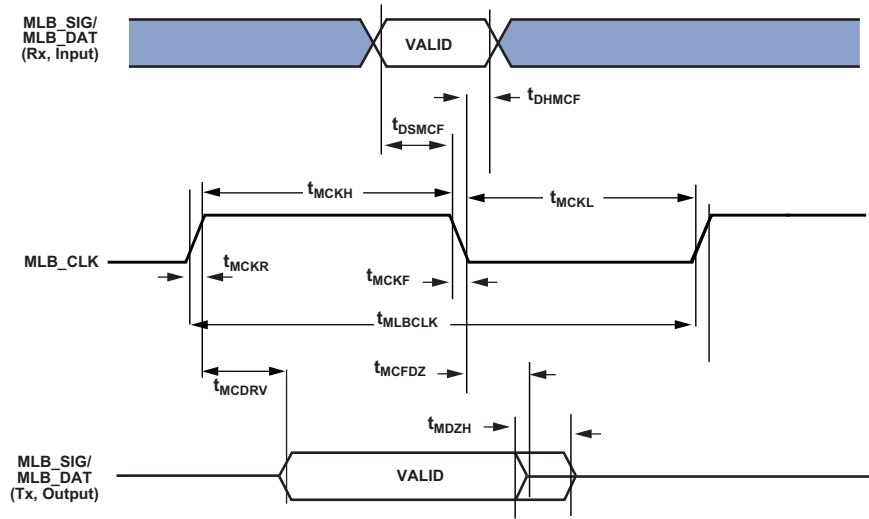 MLB_SIG/
MLB_DAT
(Rx, Input)
VALID
tDHMCF
tDSMCF
tMCKH
tMCKL
MLB_CLK
tMCKR
tMCKF
tMLBCLK
tMCFDZ
tMCDRV
tMDZH
MLB_SIG/
MLB_DAT
(Tx, Output)
VALID